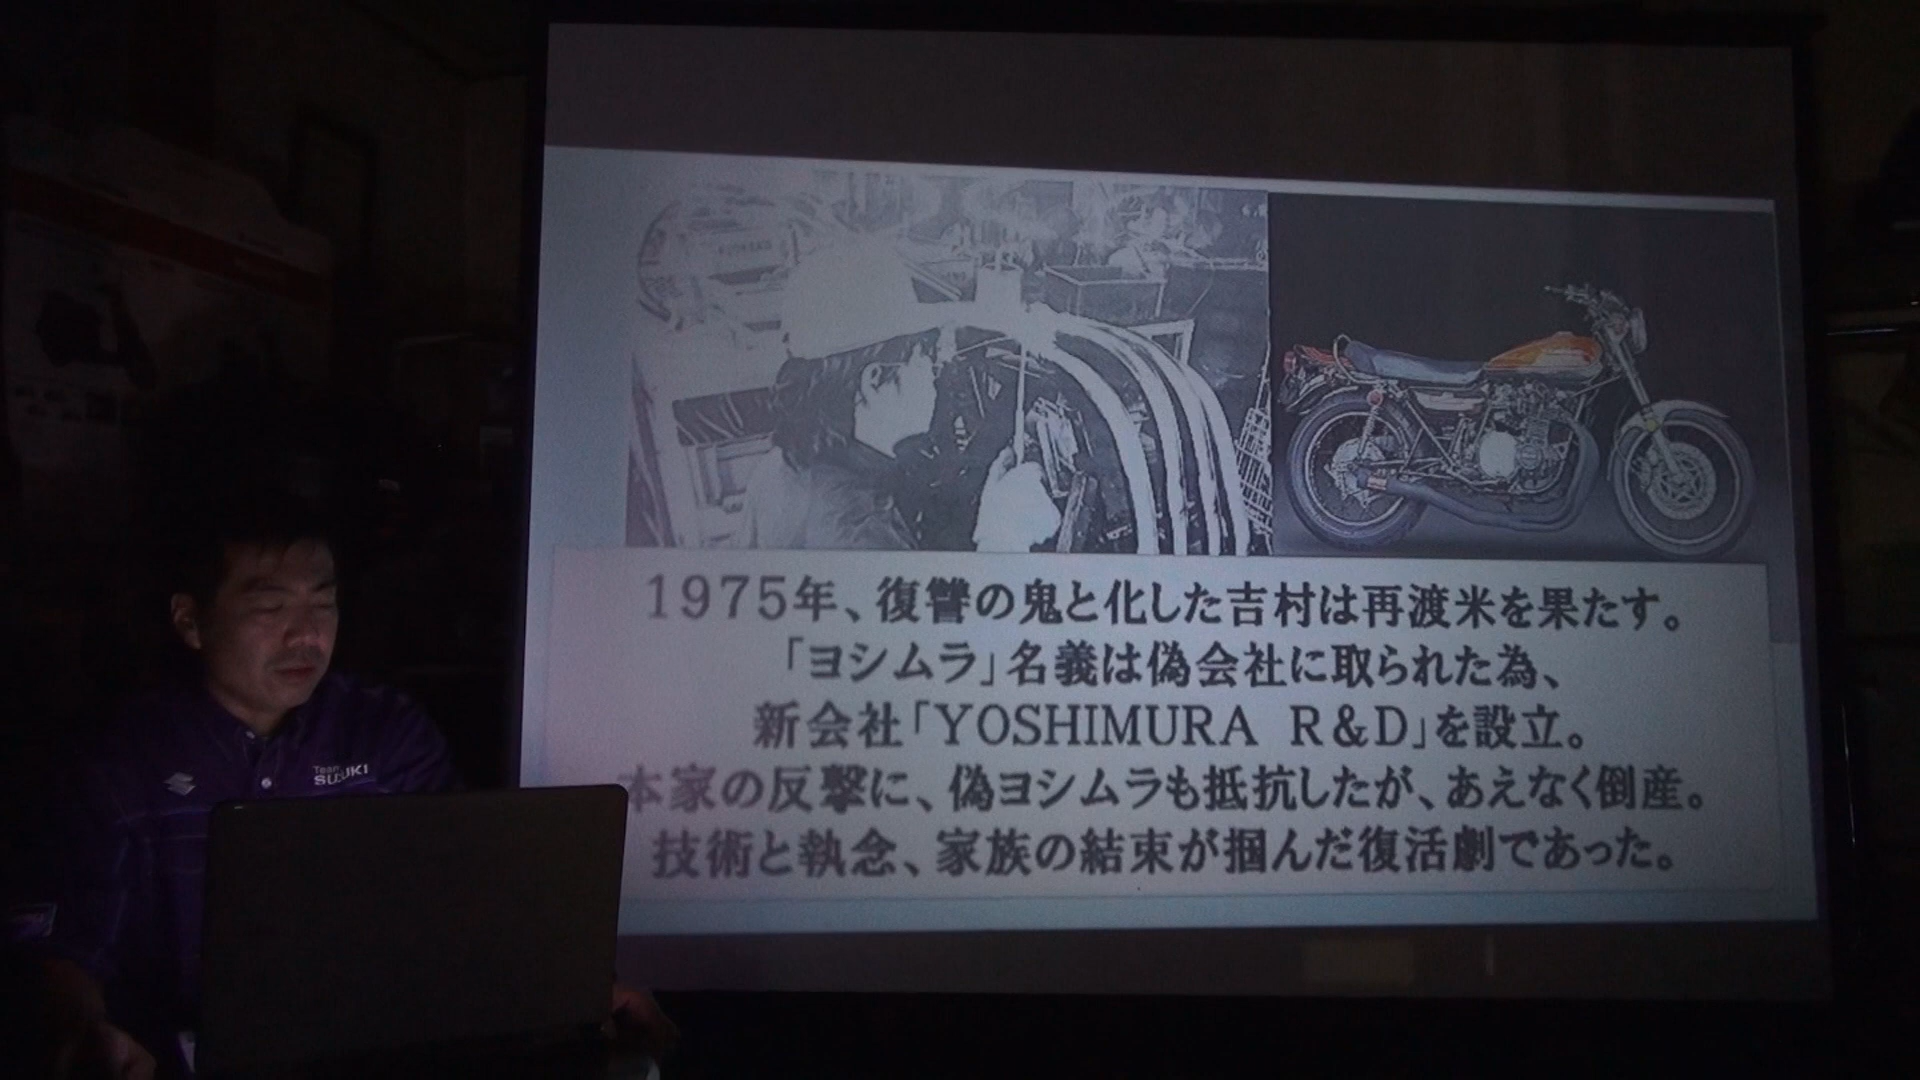 1975年、復讐の鬼と化した吉村は再渡米を果たす。
「ヨシムラ」名義は偽会社に取られた為、
新会社「YOSHIMURA R&D」を設立。
本家の反撃に、偽ヨシムラも抵抗したが、あえなく倒産。
技術と執念、家族の結束が掴んだ復活劇であった。
Team
SUZUKI